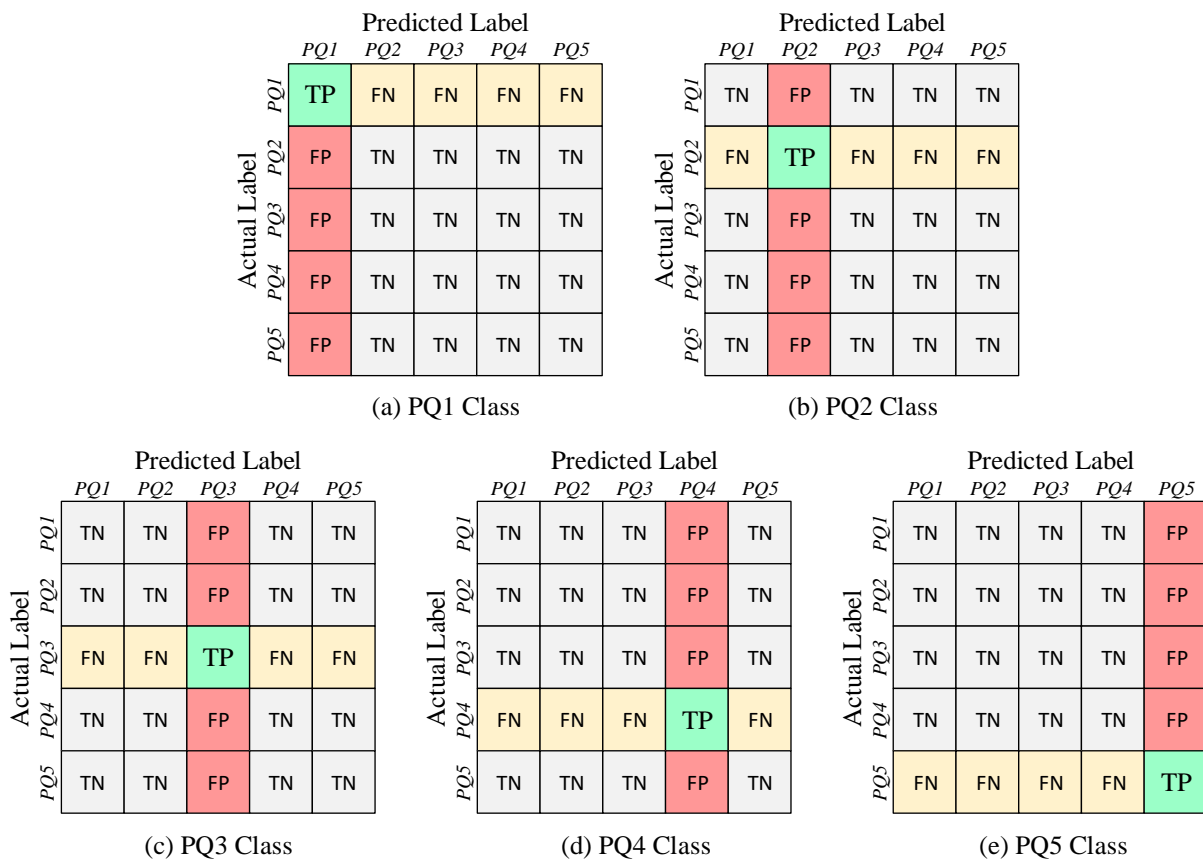 Predicted Label Predicted Label
PQ1 PQ2 PQ3 PQ4 PQ5 PQ1 PQ2 PQ3 PQ4 PQ5
PQ1 TP FN FN FN FN PQ1 TN FP TN TN TN
PQ2 FP TN TN TN TN PQ2 FN TP FN FN FN
Actual Label PQ3 FP TN TN TN TN Actual Label PQ3 TN FP TN TN TN
PQ4 FP TN TN TN TN PQ4 TN FP TN TN TN
PQ5 FP TN TN TN TN PQ5 TN FP TN TN TN
(a) PQ1 Class (b) PQ2 Class
Predicted Label Predicted Label Predicted Label
PQ1 PQ2 PQ3 PQ4 PQ5 PQ1 PQ2 PQ3 PQ4 PQ5 PQ1 PQ2 PQ3 PQ4 PQ5
PQ1 TN TN FP TN TN PQ1 TN TN TN FP TN PQ1 TN TN TN TN FP
PQ2 TN TN FP TN TN PQ2 TN TN TN FP TN PQ2 TN TN TN TN FP
Actual Label PQ3 FN FN TP FN FN Actual Label PQ3 TN TN TN FP TN Actual Label PQ3 TN TN TN TN FP
PQ4 TN TN FP TN TN PQ4 FN FN FN TP FN PQ4 TN TN TN TN FP
PQ5 TN TN FP TN TN PQ5 TN TN TN FP TN PQ5 FN FN FN FN TP
(c) PQ3 Class (d) PQ4 Class (e) PQ5 Class